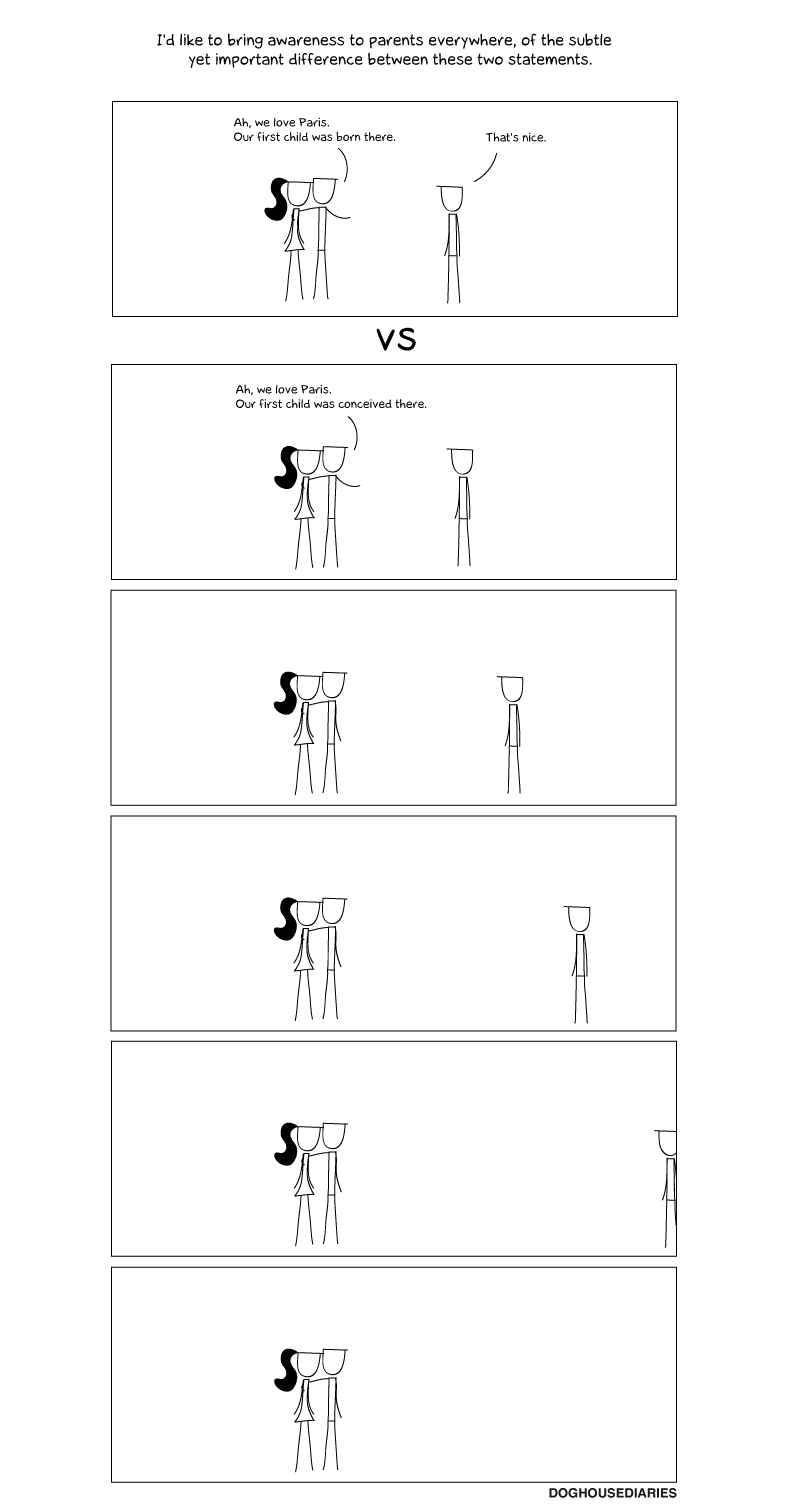 I'd like to bring awareness to parents everywhere, of the subtle
yet important difference between these two statements.
Ah, we love Paris.
Our first child was born there.
That's nice.
VS
Ah, we love Paris.
Our first child was conceived there.
DOGHOUSEDIARIES